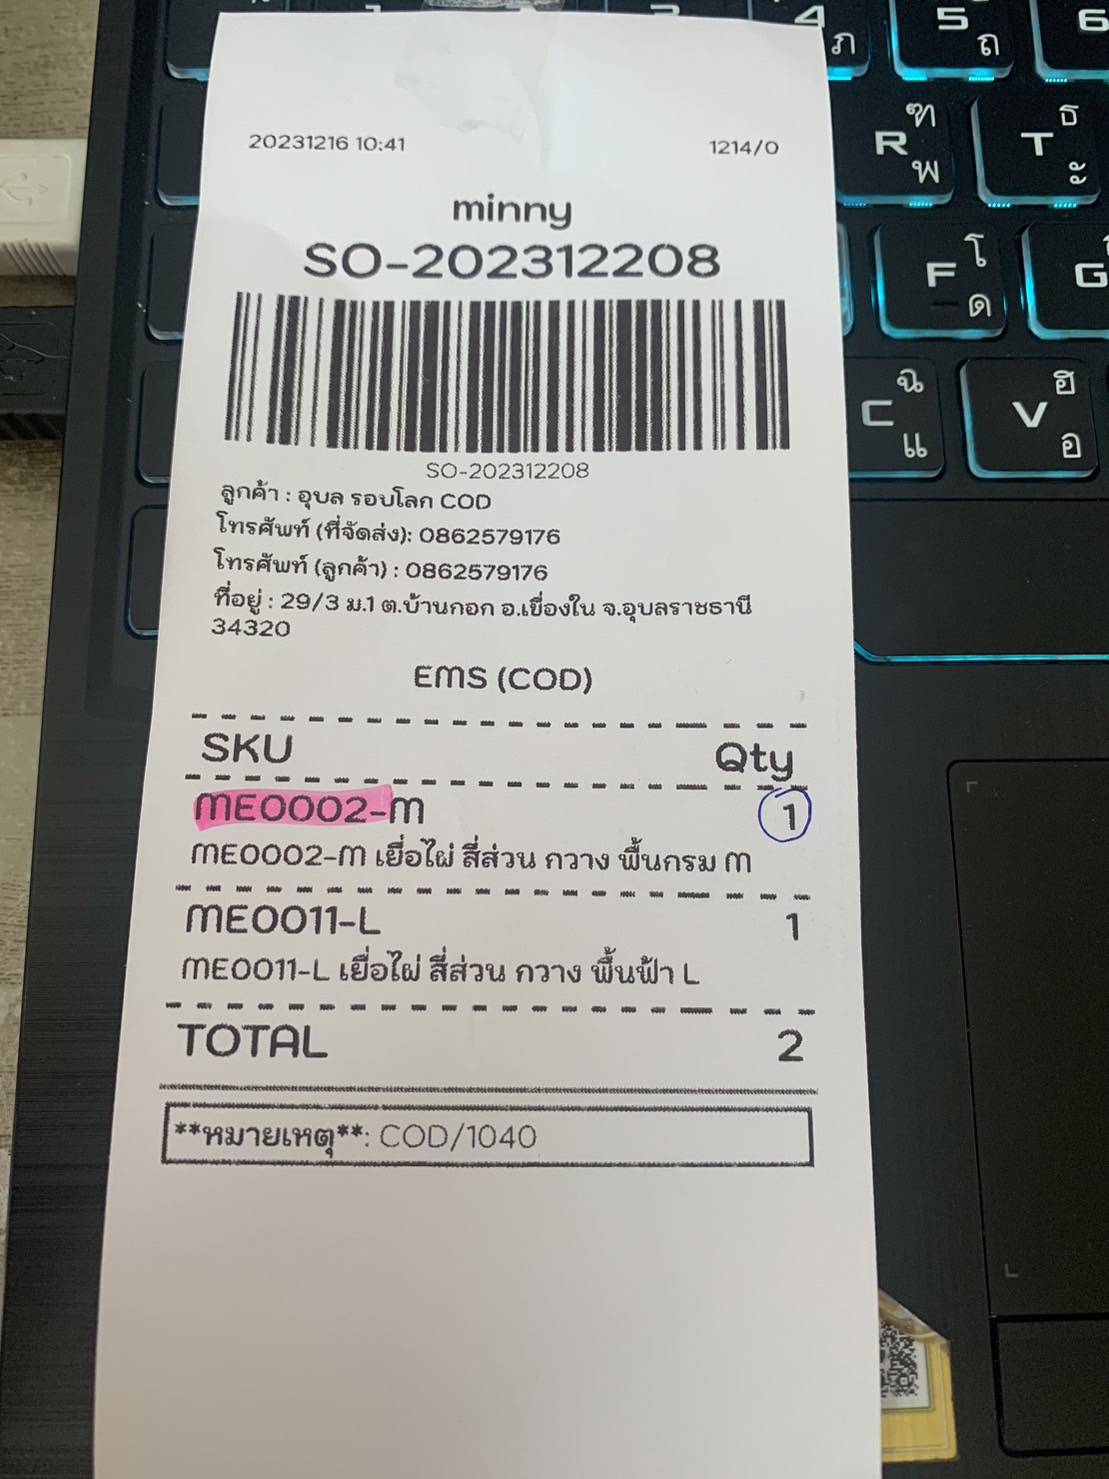 20231216 10:41 1214/0
minny
SO-202312208
SO-202312208
ลูกค้า : อุบล รอบโลก COD
โทรศัพท์ (ที่จัดส่ง): 0862579176
โทรศัพท์ (ลูกค้า) : 0862579176
ที่อยู่ : 29/3 ม.1 ต.บ้านกอก อ.เขื่องใน จ.อุบลราชธานี
34320
EMS (COD)
SKU Qty
ME0002-M 1
ME0002-M เยื่อไผ่ สี่ส่วน กวาง พื้นกรม M
ME0011-L 1
ME0011-L เยื่อไผ่ สี่ส่วน กวาง พื้นฟ้า L
TOTAL 2
**หมายเหตุ**: COD/1040
4 ภ 5 ถ 6
R ฑ พ T ธ ะ
F โ ด G
C ฉ แ V ฮ อ